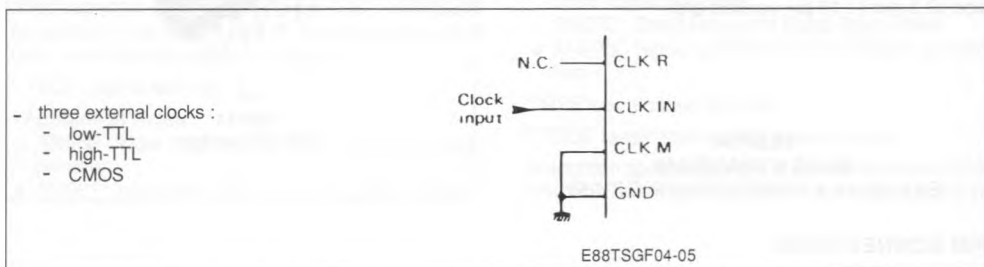 - three external clocks :
- low-TTL
- high-TTL
- CMOS
N.C.
CLK R
Clock
input
CLK IN
CLK M
GND
E88TSGF04-05